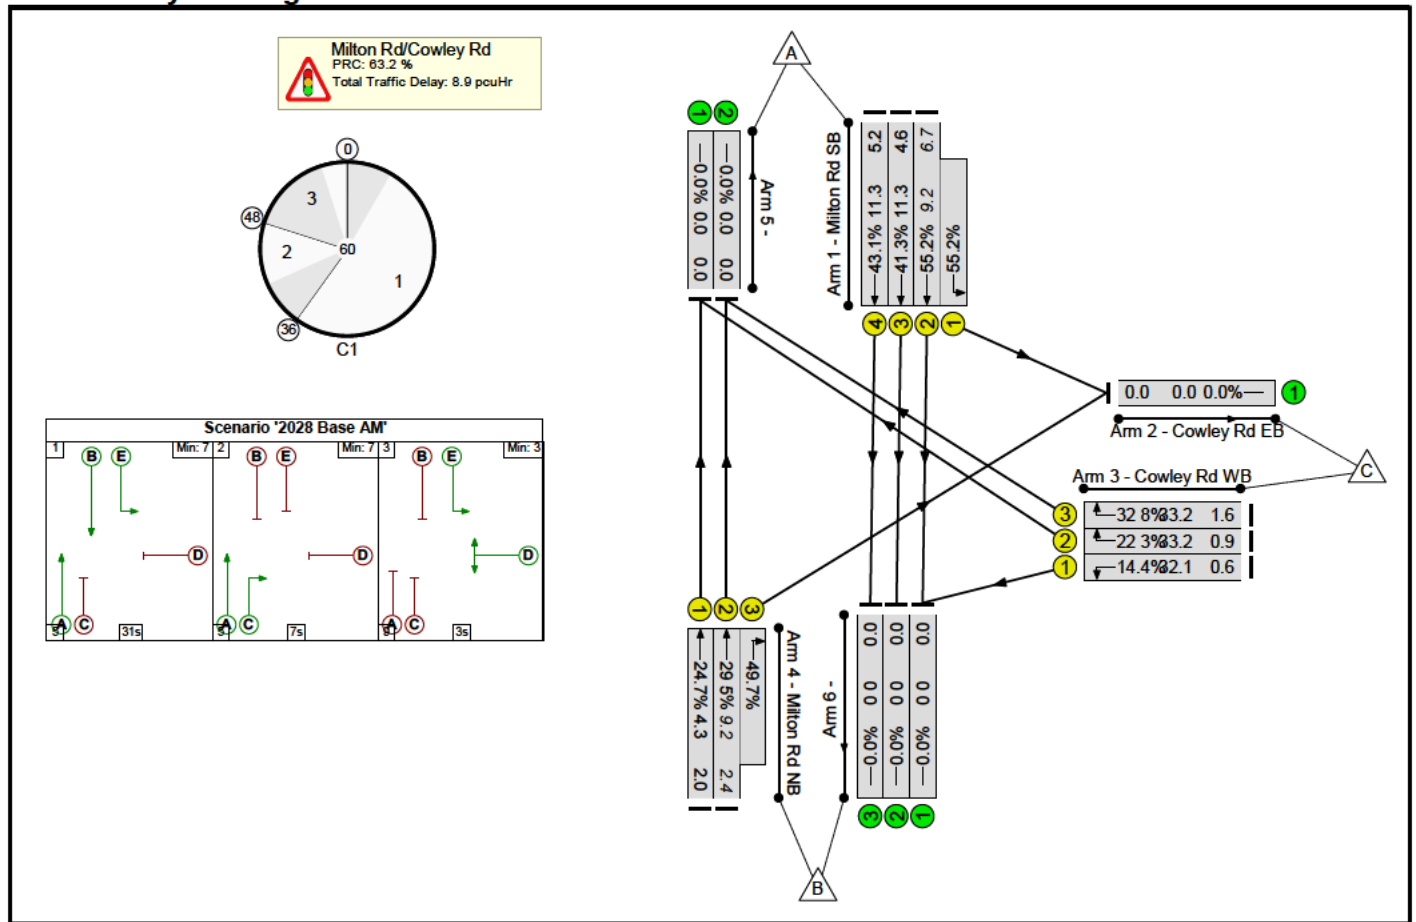 Milton Rd/Cowley Rd
PRC: 63.2 %
Total Traffic Delay: 8.9 pcuHr
0
48
36
60
3
2
1
C1
Scenario '2028 Base AM'
1
Min: 7
2
Min: 7
3
Min: 3
B
E
B
E
B
E
D
D
D
A
C
A
C
A
C
5
31s
5
7s
9
3s
A
1
2
0.0% 0.0 0.0
0.0% 0.0 0.0
Arm 5 -
Arm 1 - Milton Rd SB
43.1% 11.3 5.2
41.3% 11.3 4.6
55.2% 9.2 6.7
55.2%
4
3
2
1
0.0 0.0 0.0%
1
Arm 2 - Cowley Rd EB
C
Arm 3 - Cowley Rd WB
3
32 8%33.2 1.6
2
22 3%33.2 0.9
1
14.4%32.1 0.6
1
2
3
24.7% 4.3 2.0
29 5% 9.2 2.4
49.7%
Arm 4 - Milton Rd NB
Arm 6 -
0.0% 0 0 0.0
0.0% 0 0 0.0
0.0% 0 0 0.0
3
2
1
B